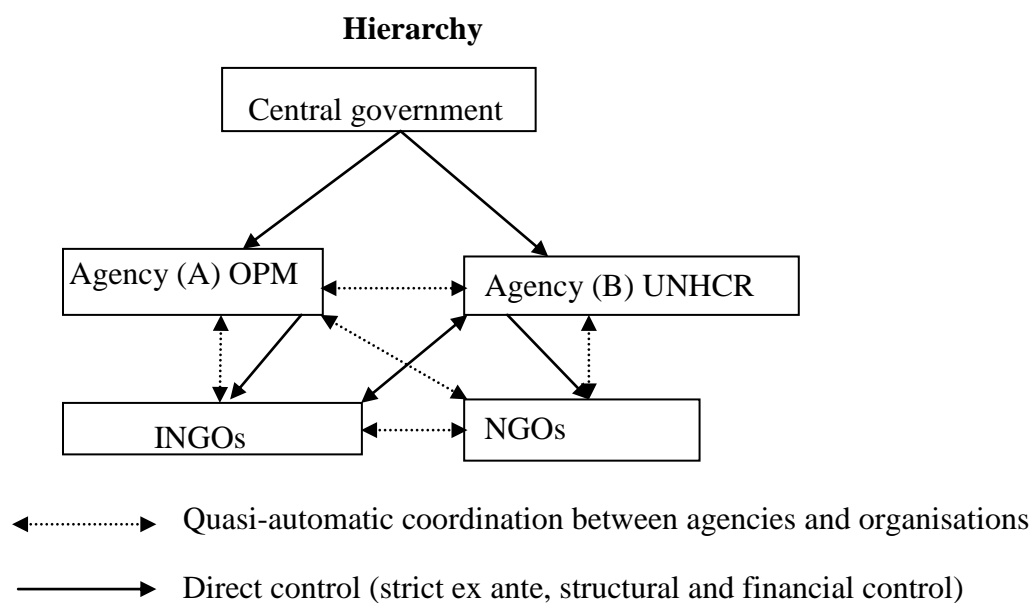 Hierarchy
Central government
Agency (A) OPM
Agency (B) UNHCR
INGOs
NGOs
Quasi-automatic coordination between agencies and organisations
Direct control (strict ex ante, structural and financial control)